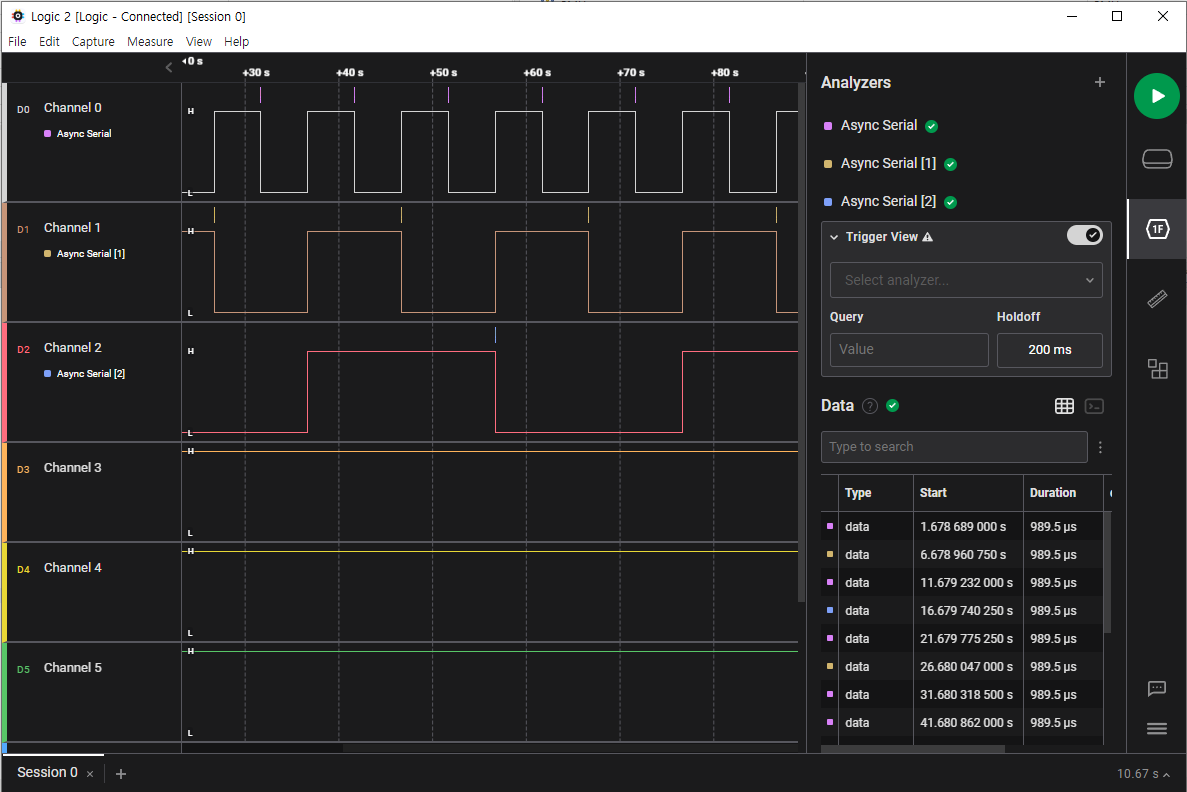 Logic 2 [Logic - Connected] [Session 0]
File Edit Capture Measure View Help
0 s
+30 s +40 s +50 s +60 s +70 s +80 s
D0 Channel 0
Async Serial
H
L
D1 Channel 1
Async Serial [1]
H
L
D2 Channel 2
Async Serial [2]
H
L
D3 Channel 3
H
L
D4 Channel 4
H
L
D5 Channel 5
H
L
Analyzers
Async Serial
Async Serial [1]
Async Serial [2]
Trigger View
Select analyzer...
Query Holdoff
Value 200 ms
Data ?
Type to search
Type Start Duration
data 1.678 689 000 s 989.5 μs
data 6.678 960 750 s 989.5 μs
data 11.679 232 000 s 989.5 μs
data 16.679 740 250 s 989.5 μs
data 21.679 775 250 s 989.5 μs
data 26.680 047 000 s 989.5 μs
data 31.680 318 500 s 989.5 μs
data 41.680 862 000 s 989.5 μs
1F
Session 0 × +
10.67 s